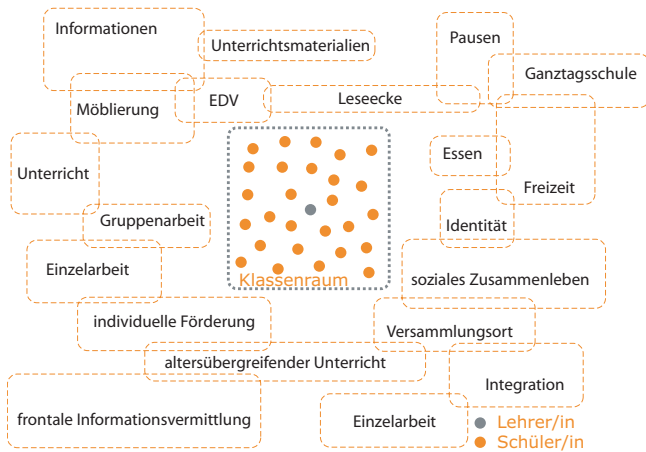 Informationen
Unterrichtsmaterialien
Pausen
Ganztagsschule
Möblierung
EDV
Leseecke
Essen
Freizeit
Unterricht
Gruppenarbeit
Identität
Einzelarbeit
Klassenraum
soziales Zusammenleben
individuelle Förderung
Versammlungsort
altersübergreifender Unterricht
Integration
frontale Informationsvermittlung
Einzelarbeit
Lehrer/in
Schüler/in